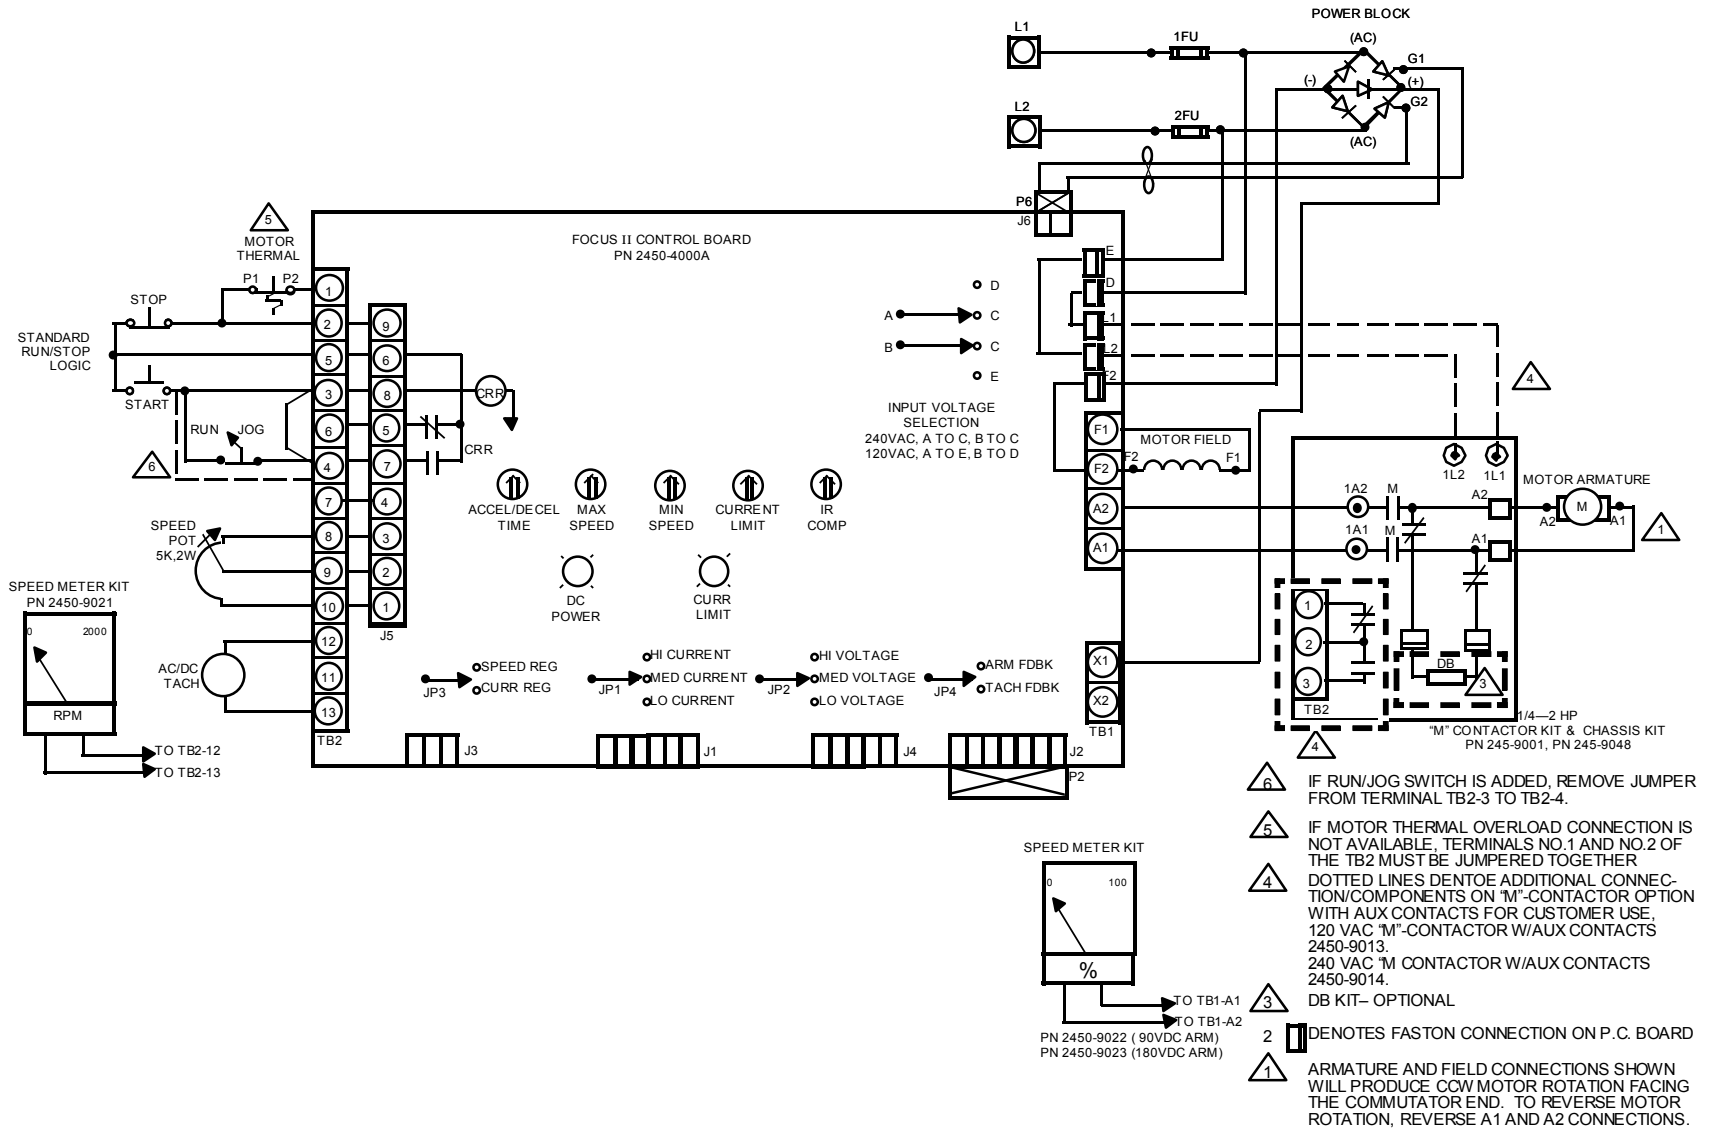 POWER BLOCK
L1
1FU
(AC)
G1
(-)
(+)
G2
L2
2FU
(AC)
P6
J6
5
MOTOR
THERMAL
P1 P2
FOCUS II CONTROL BOARD
PN 2450-4000A
STOP
STANDARD
RUN/STOP
LOGIC
START
RUN JOG
6
SPEED
POT
5K,2W
AC/DC
TACH
1
2
5
3
6
4
7
8
9
10
12
11
13
TB2
9
6
8
5
7
4
3
2
1
J5
CRR
CRR
D
A C
B C
E
INPUT VOLTAGE
SELECTION
240VAC, A TO C, B TO C
120VAC, A TO E, B TO D
E
D
L1
L2
F2
F1
F2
A2
A1
X1
X2
TB1
MOTOR FIELD
F2 F1
ACCEL/DECEL
TIME
MAX
SPEED
MIN
SPEED
CURRENT
LIMIT
IR
COMP
DC
POWER
CURR
LIMIT
JP3
SPEED REG
CURR REG
JP1
HI CURRENT
MED CURRENT
LO CURRENT
JP2
HI VOLTAGE
MED VOLTAGE
LO VOLTAGE
JP4
ARM FDBK
TACH FDBK
J3
J1
J4
J2
P2
4
1L2 1L1
1A2 M A2
1A1 M A1
MOTOR ARMATURE
A2 M A1
1
1
2
3
TB2
DB
3
4
1/4—2 HP
“M” CONTACTOR KIT & CHASSIS KIT
PN 245-9001, PN 245-9048
SPEED METER KIT
PN 2450-9021
0 2000
RPM
TO TB2-12
TO TB2-13
SPEED METER KIT
0 100
%
TO TB1-A1
TO TB1-A2
PN 2450-9022 ( 90VDC ARM)
PN 2450-9023 (180VDC ARM)
6 IF RUN/JOG SWITCH IS ADDED, REMOVE JUMPER
FROM TERMINAL TB2-3 TO TB2-4.
5 IF MOTOR THERMAL OVERLOAD CONNECTION IS
NOT AVAILABLE, TERMINALS NO.1 AND NO.2 OF
THE TB2 MUST BE JUMPERED TOGETHER
4 DOTTED LINES DENTOE ADDITIONAL CONNEC-
TION/COMPONENTS ON “M”-CONTACTOR OPTION
WITH AUX CONTACTS FOR CUSTOMER USE,
120 VAC “M”-CONTACTOR W/AUX CONTACTS
2450-9013.
240 VAC “M CONTACTOR W/AUX CONTACTS
2450-9014.
3 DB KIT– OPTIONAL
2 DENOTES FASTON CONNECTION ON P.C. BOARD
1 ARMATURE AND FIELD CONNECTIONS SHOWN
WILL PRODUCE CCW MOTOR ROTATION FACING
THE COMMUTATOR END. TO REVERSE MOTOR
ROTATION, REVERSE A1 AND A2 CONNECTIONS.